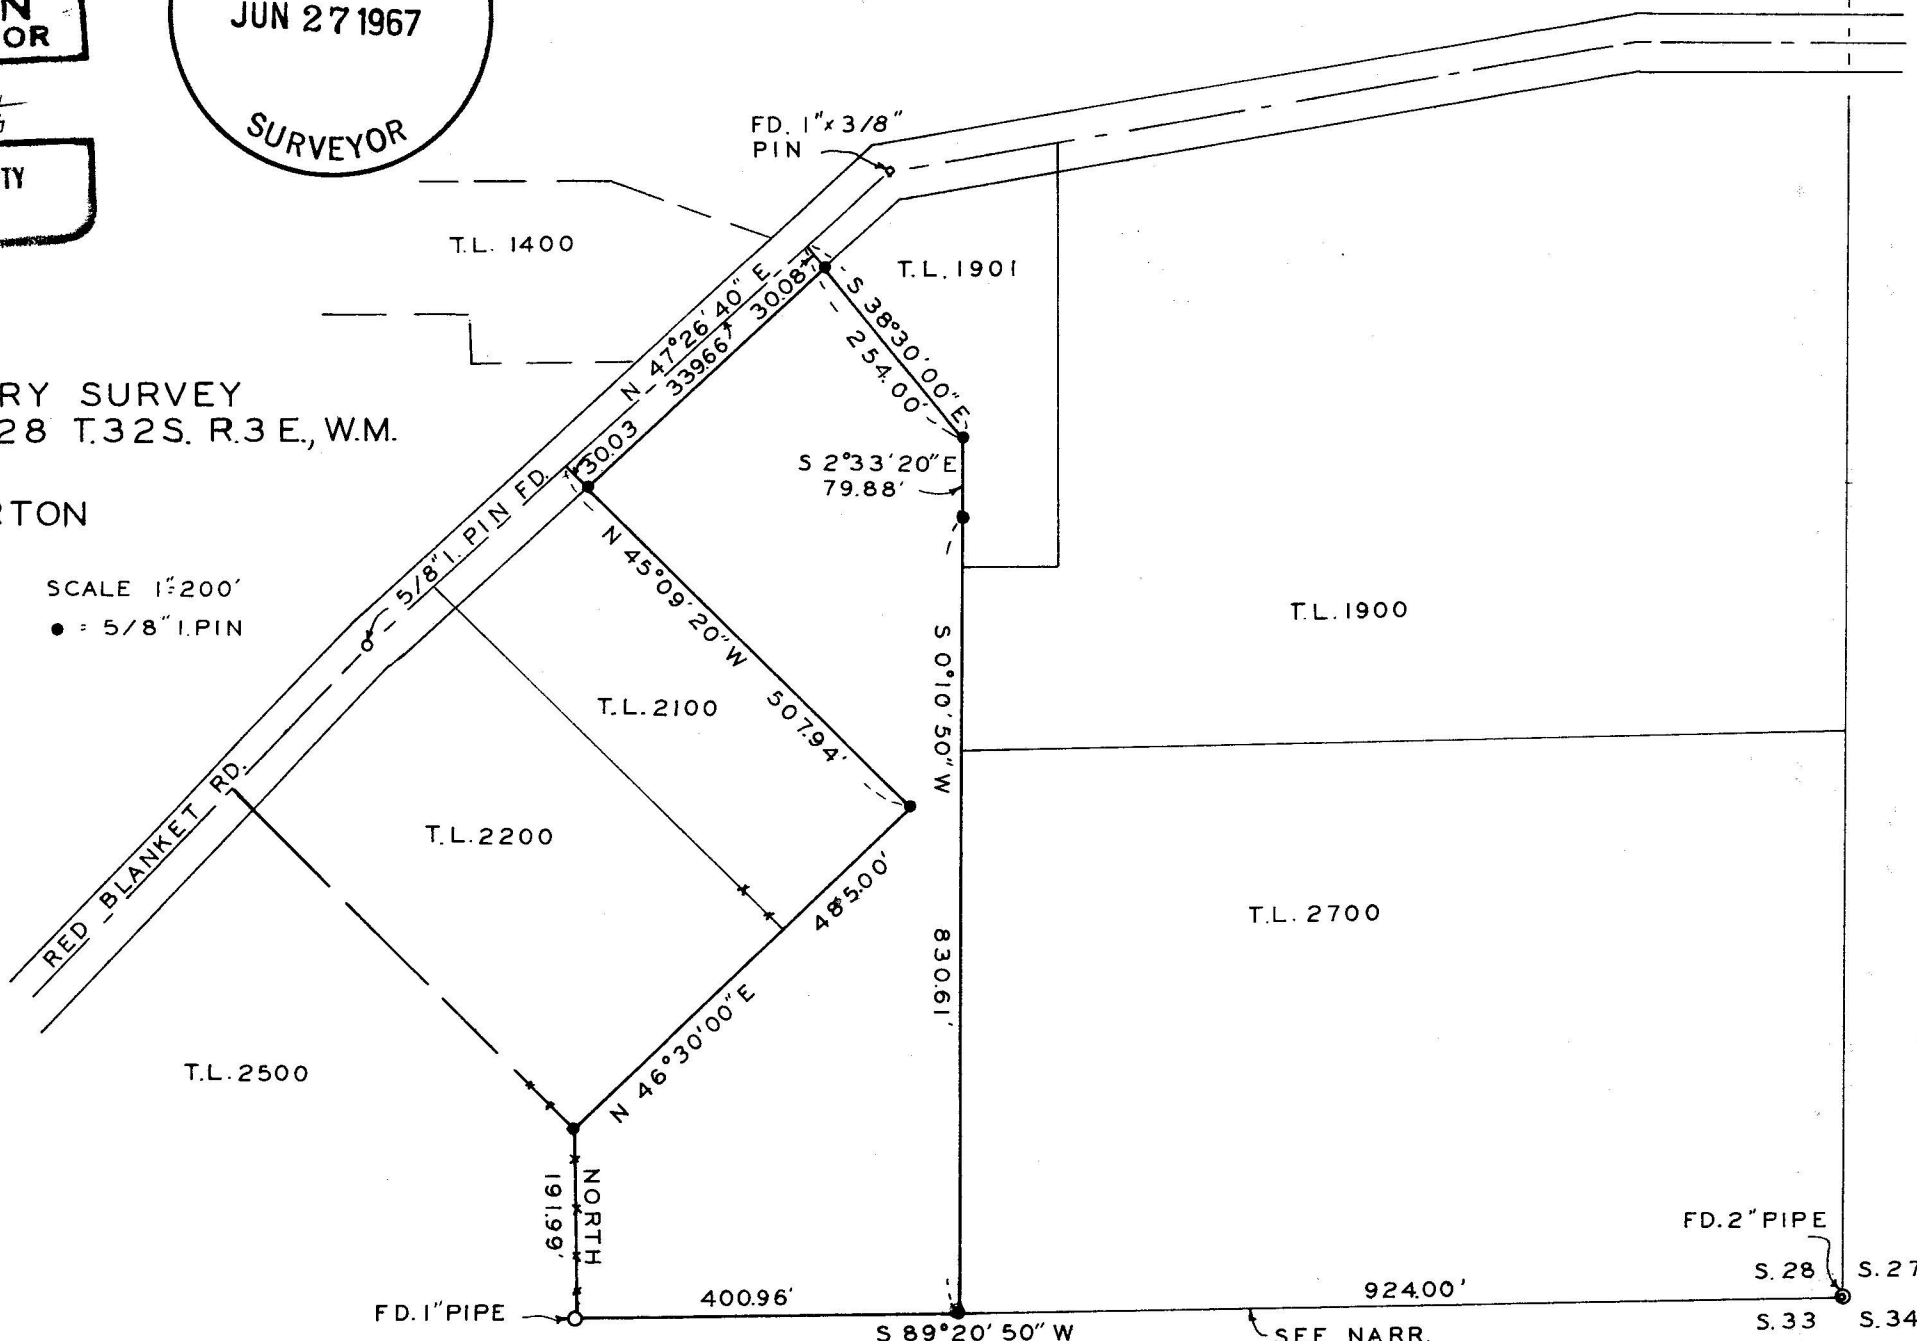 N
OR
TY
JUN 27 1967
SURVEYOR
FD. 1" x 3/8"
PIN
T.L. 1400
T.L. 1901
N 47°26'40" E
339.66'
30.08'
30.03
S 38°30'00" E
254.00'
S 2°33'20" E
79.88'
RY SURVEY
28 T.32S. R.3 E., W.M.
RTON
SCALE 1"=200'
● = 5/8" I. PIN
5/8" I. PIN FD.
N 45°09'20" W 507.94'
S 0°10'50" W
830.61'
T.L. 1900
T.L. 2100
T.L. 2200
RED BLANKET RD.
T.L. 2700
485.00'
N 46°30'00" E
T.L. 2500
NORTH
191.99'
FD. 1" PIPE
400.96'
S 89°20'50" W
924.00'
SEE NARR.
FD. 2" PIPE
S. 28 S. 27
S. 33 S. 34